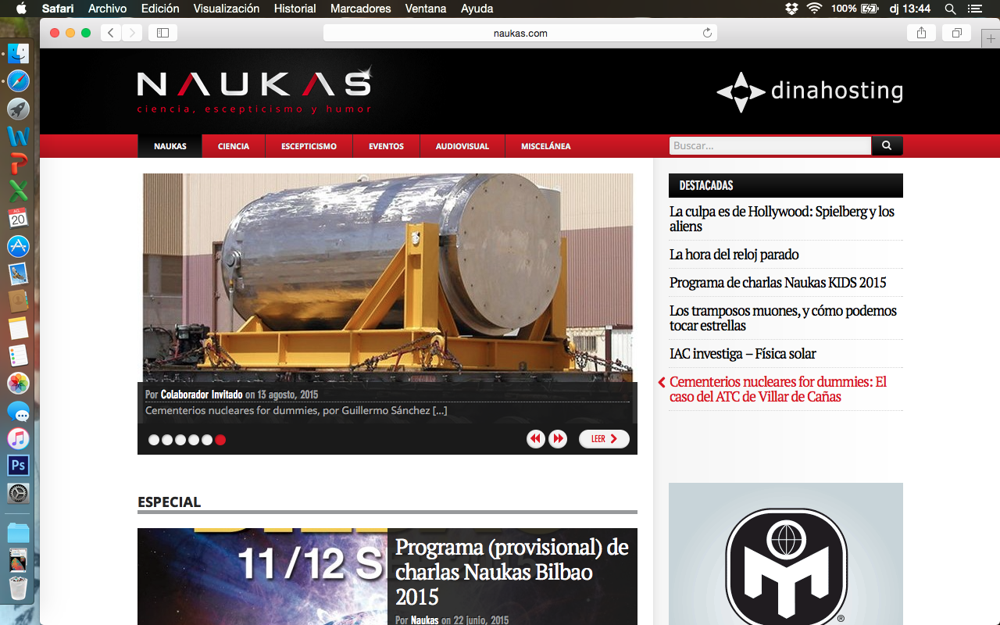 Safari Archivo Edición Visualización Historial Marcadores Ventana Ayuda 100% dj 13:44
naukas.com
NAUKAS
ciencia, escepticismo y humor
dinahosting
NAUKAS CIENCIA ESCEPTICISMO EVENTOS AUDIOVISUAL MISCELÁNEA Buscar...
W
P
X
20
Ps
Por Colaborador Invitado on 13 agosto, 2015
Cementerios nucleares for dummies, por Guillermo Sánchez [...]
LEER
DESTACADAS
La culpa es de Hollywood: Spielberg y los
aliens
La hora del reloj parado
Programa de charlas Naukas KIDS 2015
Los tramposos muones, y cómo podemos
tocar estrellas
IAC investiga – Física solar
Cementerios nucleares for dummies: El
caso del ATC de Villar de Cañas
ESPECIAL
11/12 S
Programa (provisional) de
charlas Naukas Bilbao
2015
Por Naukas on 22 junio, 2015
M
®